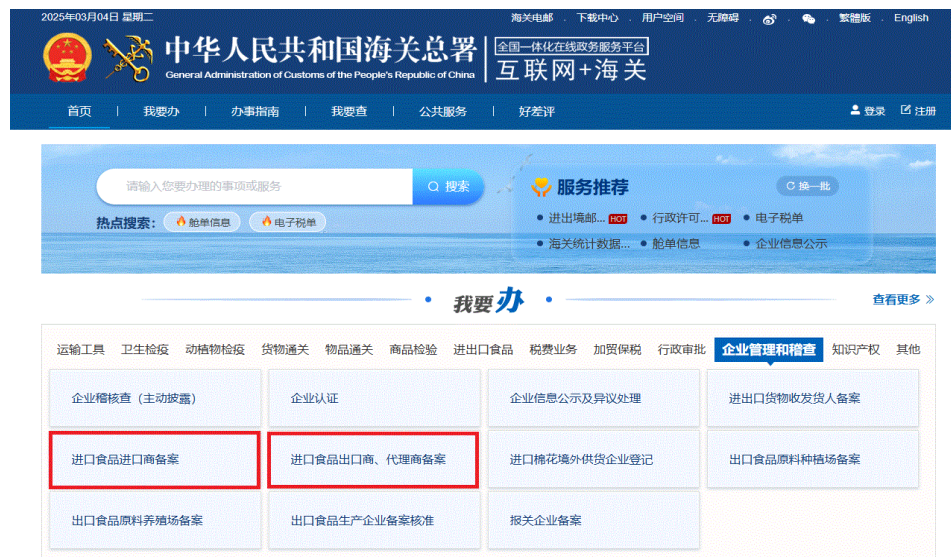 2025年03月04日 星期二
海关电邮 . 下载中心 . 用户空间 . 无障碍 . . . 繁體版 . English
中华人民共和国海关总署
General Administration of Customs of the People's Republic of China
全国一体化在线政务服务平台
互联网+海关
首页 | 我要办 | 办事指南 | 我要查 | 公共服务 | 好差评
登录 注册
请输入您要办理的事项或服务 搜索
热点搜索: 舱单信息 电子税单
服务推荐 换一批
进出境邮... HOT 行政许可... HOT 电子税单
海关统计数据... 舱单信息 企业信息公示
我要办
查看更多
运输工具 卫生检疫 动植物检疫 货物通关 物品通关 商品检验 进出口食品 税费业务 加贸保税 行政审批 企业管理和稽查 知识产权 其他
企业稽核查（主动披露） 企业认证 企业信息公示及异议处理 进出口货物收发货人备案
进口食品进口商备案 进口食品出口商、代理商备案 进口棉花境外供货企业登记 出口食品原料种植场备案
出口食品原料养殖场备案 出口食品生产企业备案核准 报关企业备案